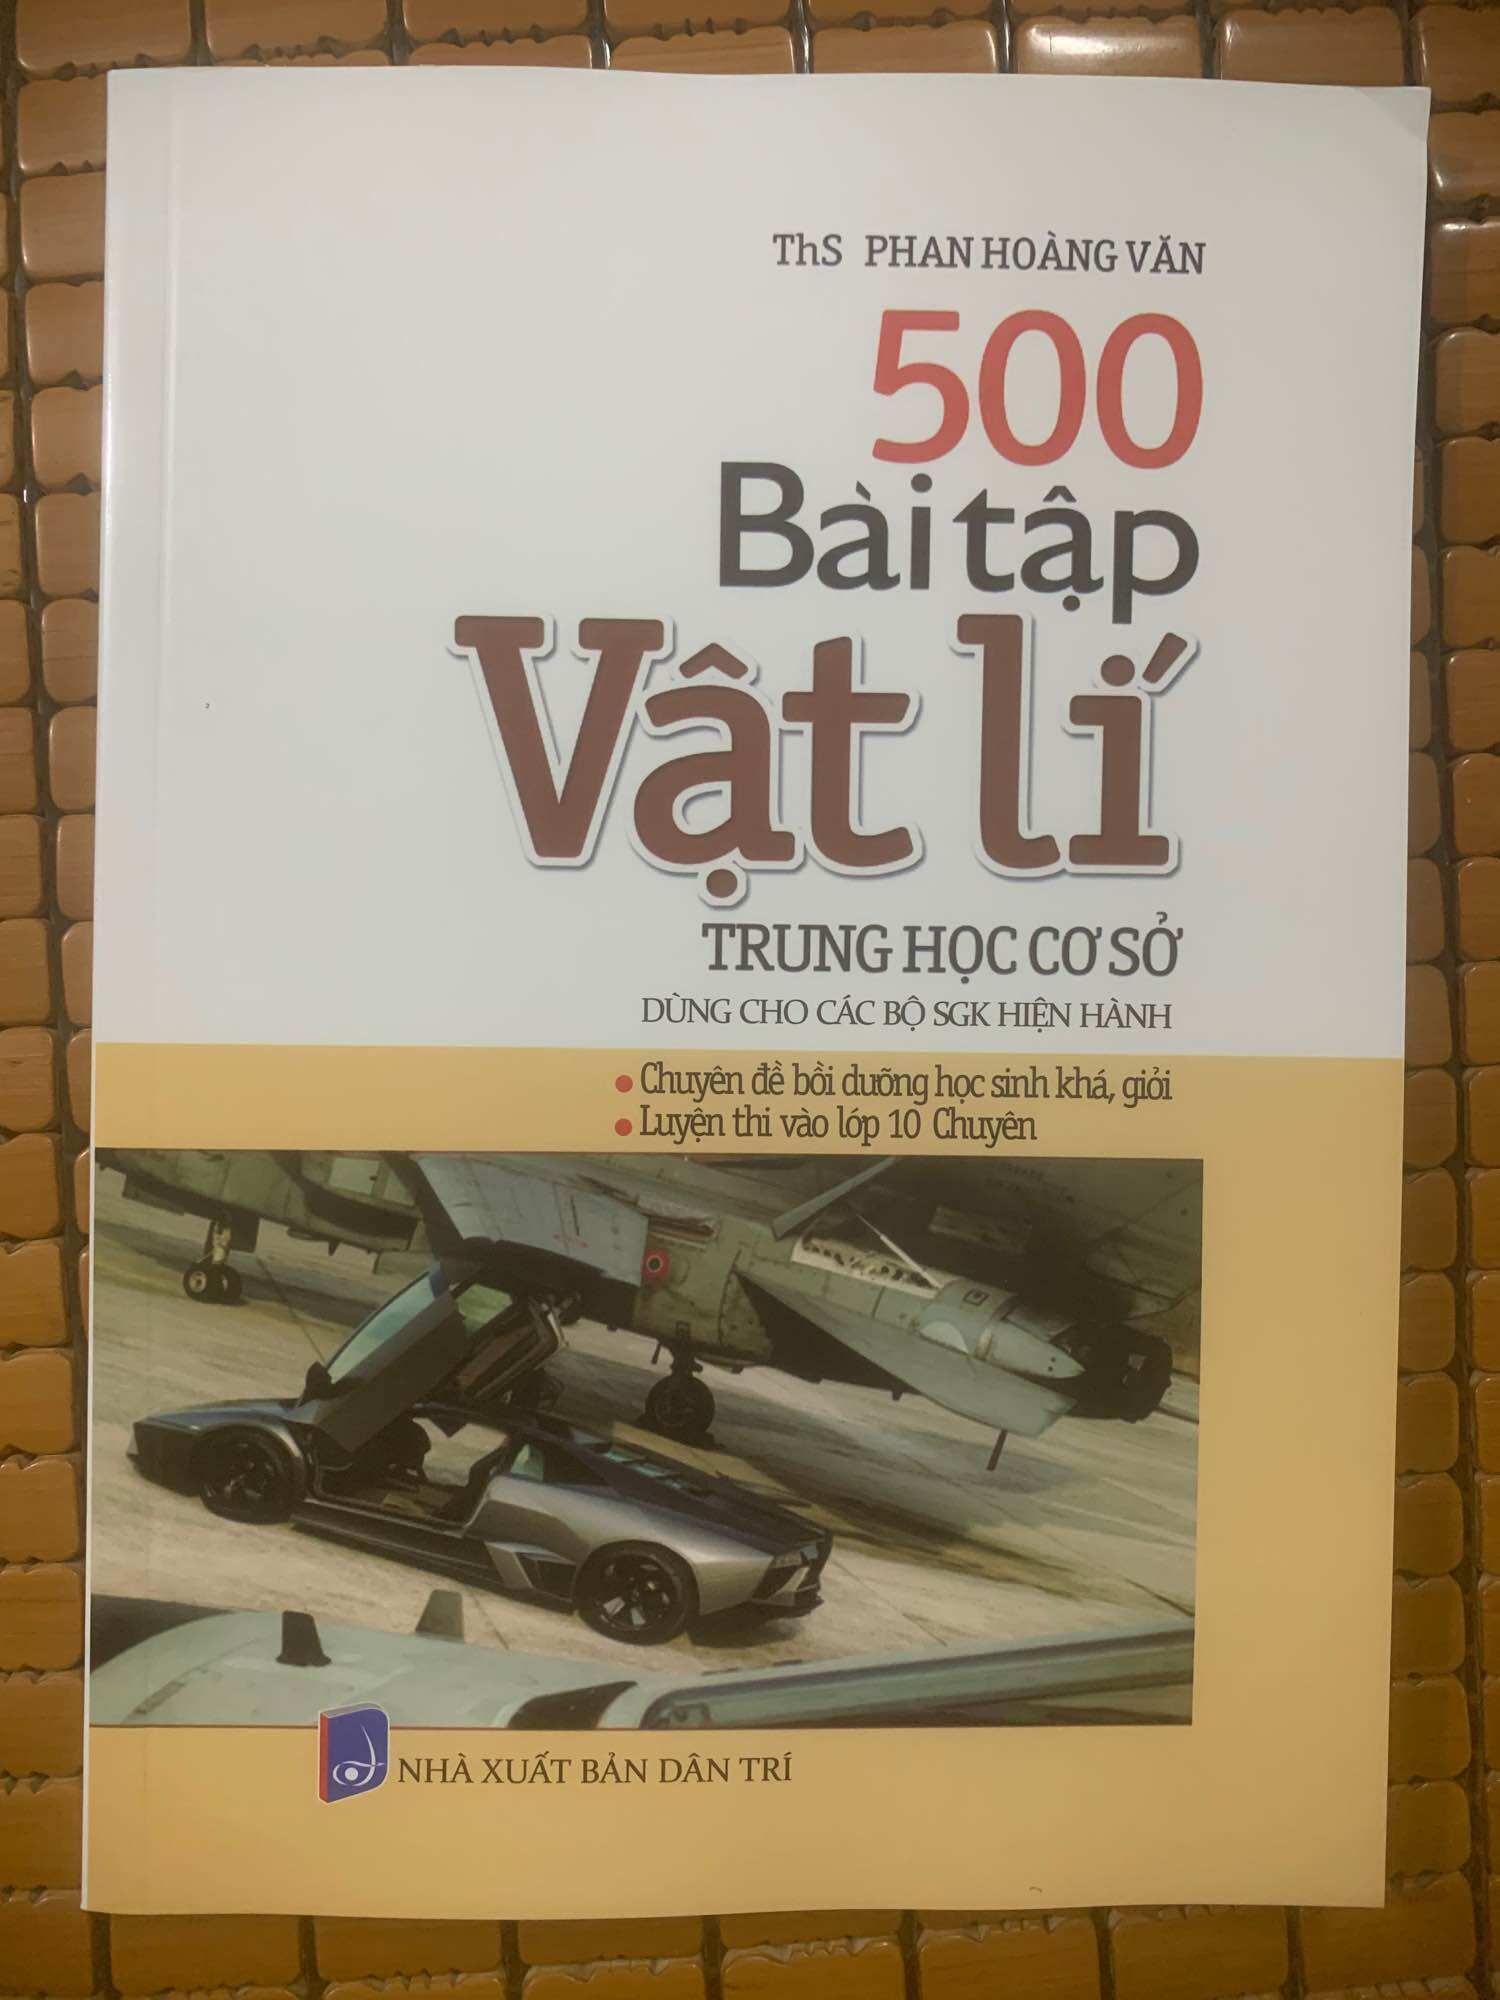 ThS PHAN HOÀNG VĂN
500
Bài tập
Vật lí
TRUNG HỌC CƠ SỞ
DÙNG CHO CÁC BỘ SGK HIỆN HÀNH
• Chuyên đề bồi dưỡng học sinh khá, giỏi
• Luyện thi vào lớp 10 Chuyên
NHÀ XUẤT BẢN DÂN TRÍ